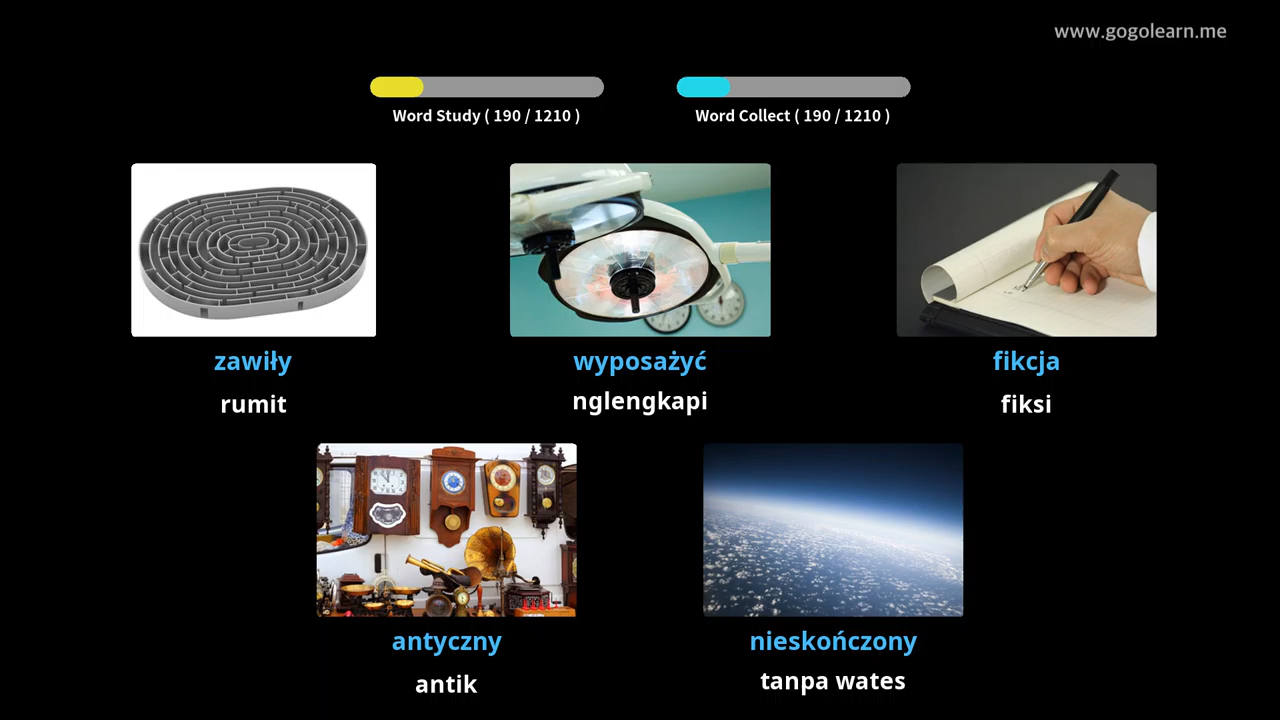 www.gogolearn.me
Word Study ( 190 / 1210 )
Word Collect ( 190 / 1210 )
zawiły
wyposażyć
fikcja
rumit
nglengkapi
fiksi
antyczny
nieskończony
antik
tanpa wates